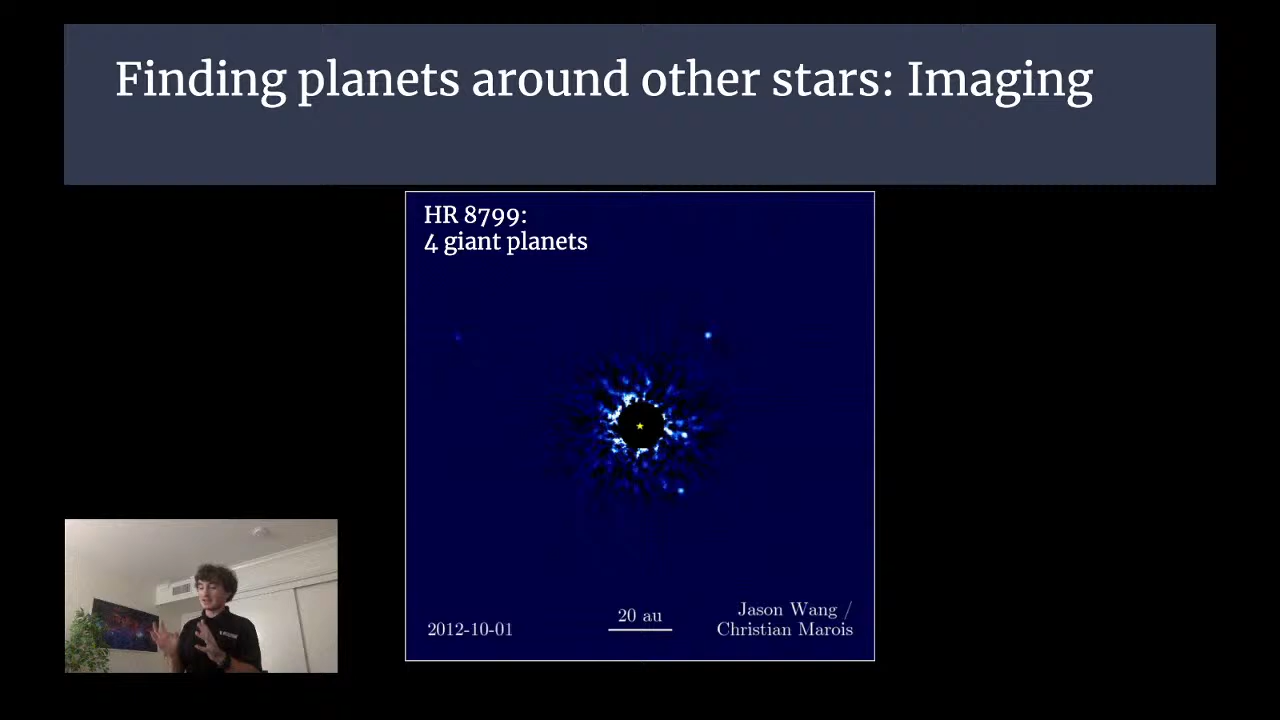 Finding planets around other stars: Imaging
HR 8799:
4 giant planets
20 au
Jason Wang /
2012-10-01
Christian Marois